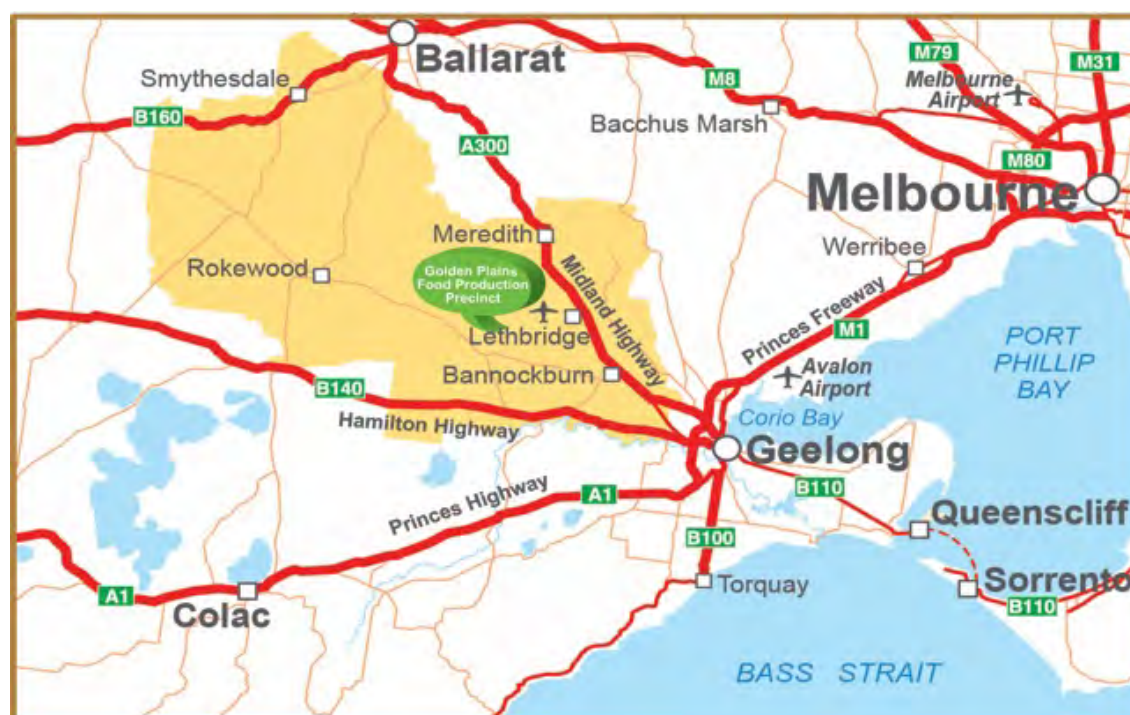 Ballarat
M79
M31
Smythesdale
M8
Melbourne
Airport
B160
Bacchus Marsh
A300
M80
Melbourne
Meredith
Werribee
Rokewood
Golden Plains
Food Production
Precinct
Midland Highway
Lethbridge
Princes Freeway
M1
PORT
PHILLIP
BAY
Bannockburn
Avalon
Airport
B140
Hamilton Highway
Corio Bay
Geelong
Princes Highway
A1
B110
Queenscliff
B100
Torquay
Sorrento
B110
A1
Colac
BASS STRAIT